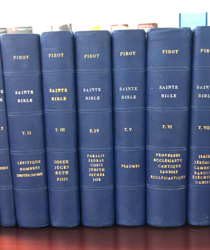 PIROT
SAINTE
BIBLE
T. II
LEVITIQUE
NOMBRES
DEUTERONOME
PIROT
SAINTE
BIBLE
T. III
JOSUE
JUGES
RUTH
ROIS
PIROT
SAINTE
BIBLE
T. IV
PARALIP.
ESDRAS
TOBIE
JUDITH
ESTHER
JOB
PIROT
SAINTE
BIBLE
T. V
PSAUMES
PIROT
SAINTE
BIBLE
T. VI
PROVERBES
ECCLESIASTE
CANTIQUE
SAGESSE
ECCLESIASTIQUE
PIROT
SAINTE
BIBLE
T. VII
DANIEL